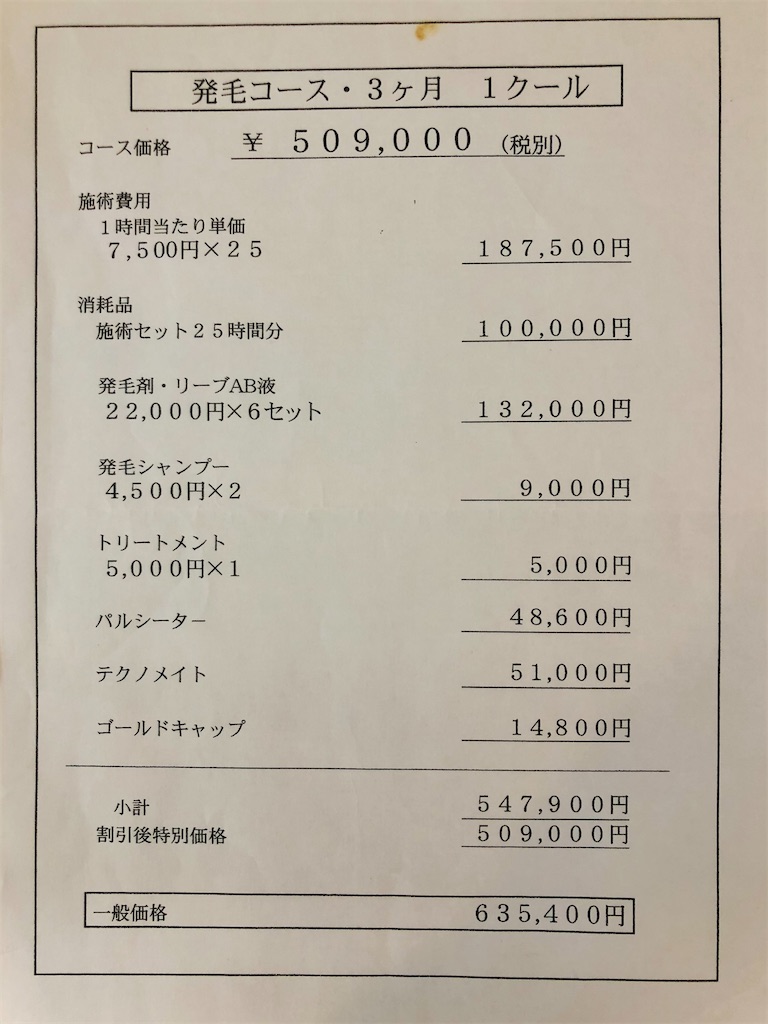 発毛コース・３ヶ月　１クール
コース価格　￥　５０９,０００　（税別）
施術費用
１時間当たり単価
７,500円×２５　１８７,５００円
消耗品
施術セット２５時間分　１００,０００円
発毛剤・リーブAB液
２２,０００円×６セット　１３２,０００円
発毛シャンプー
４,５００円×２　９,０００円
トリートメント
５,０００円×１　５,０００円
パルシーター　４８,６００円
テクノメイト　５１,０００円
ゴールドキャップ　１４,８００円
小計　５４７,９００円
割引後特別価格　５０９,０００円
一般価格　６３５,４００円